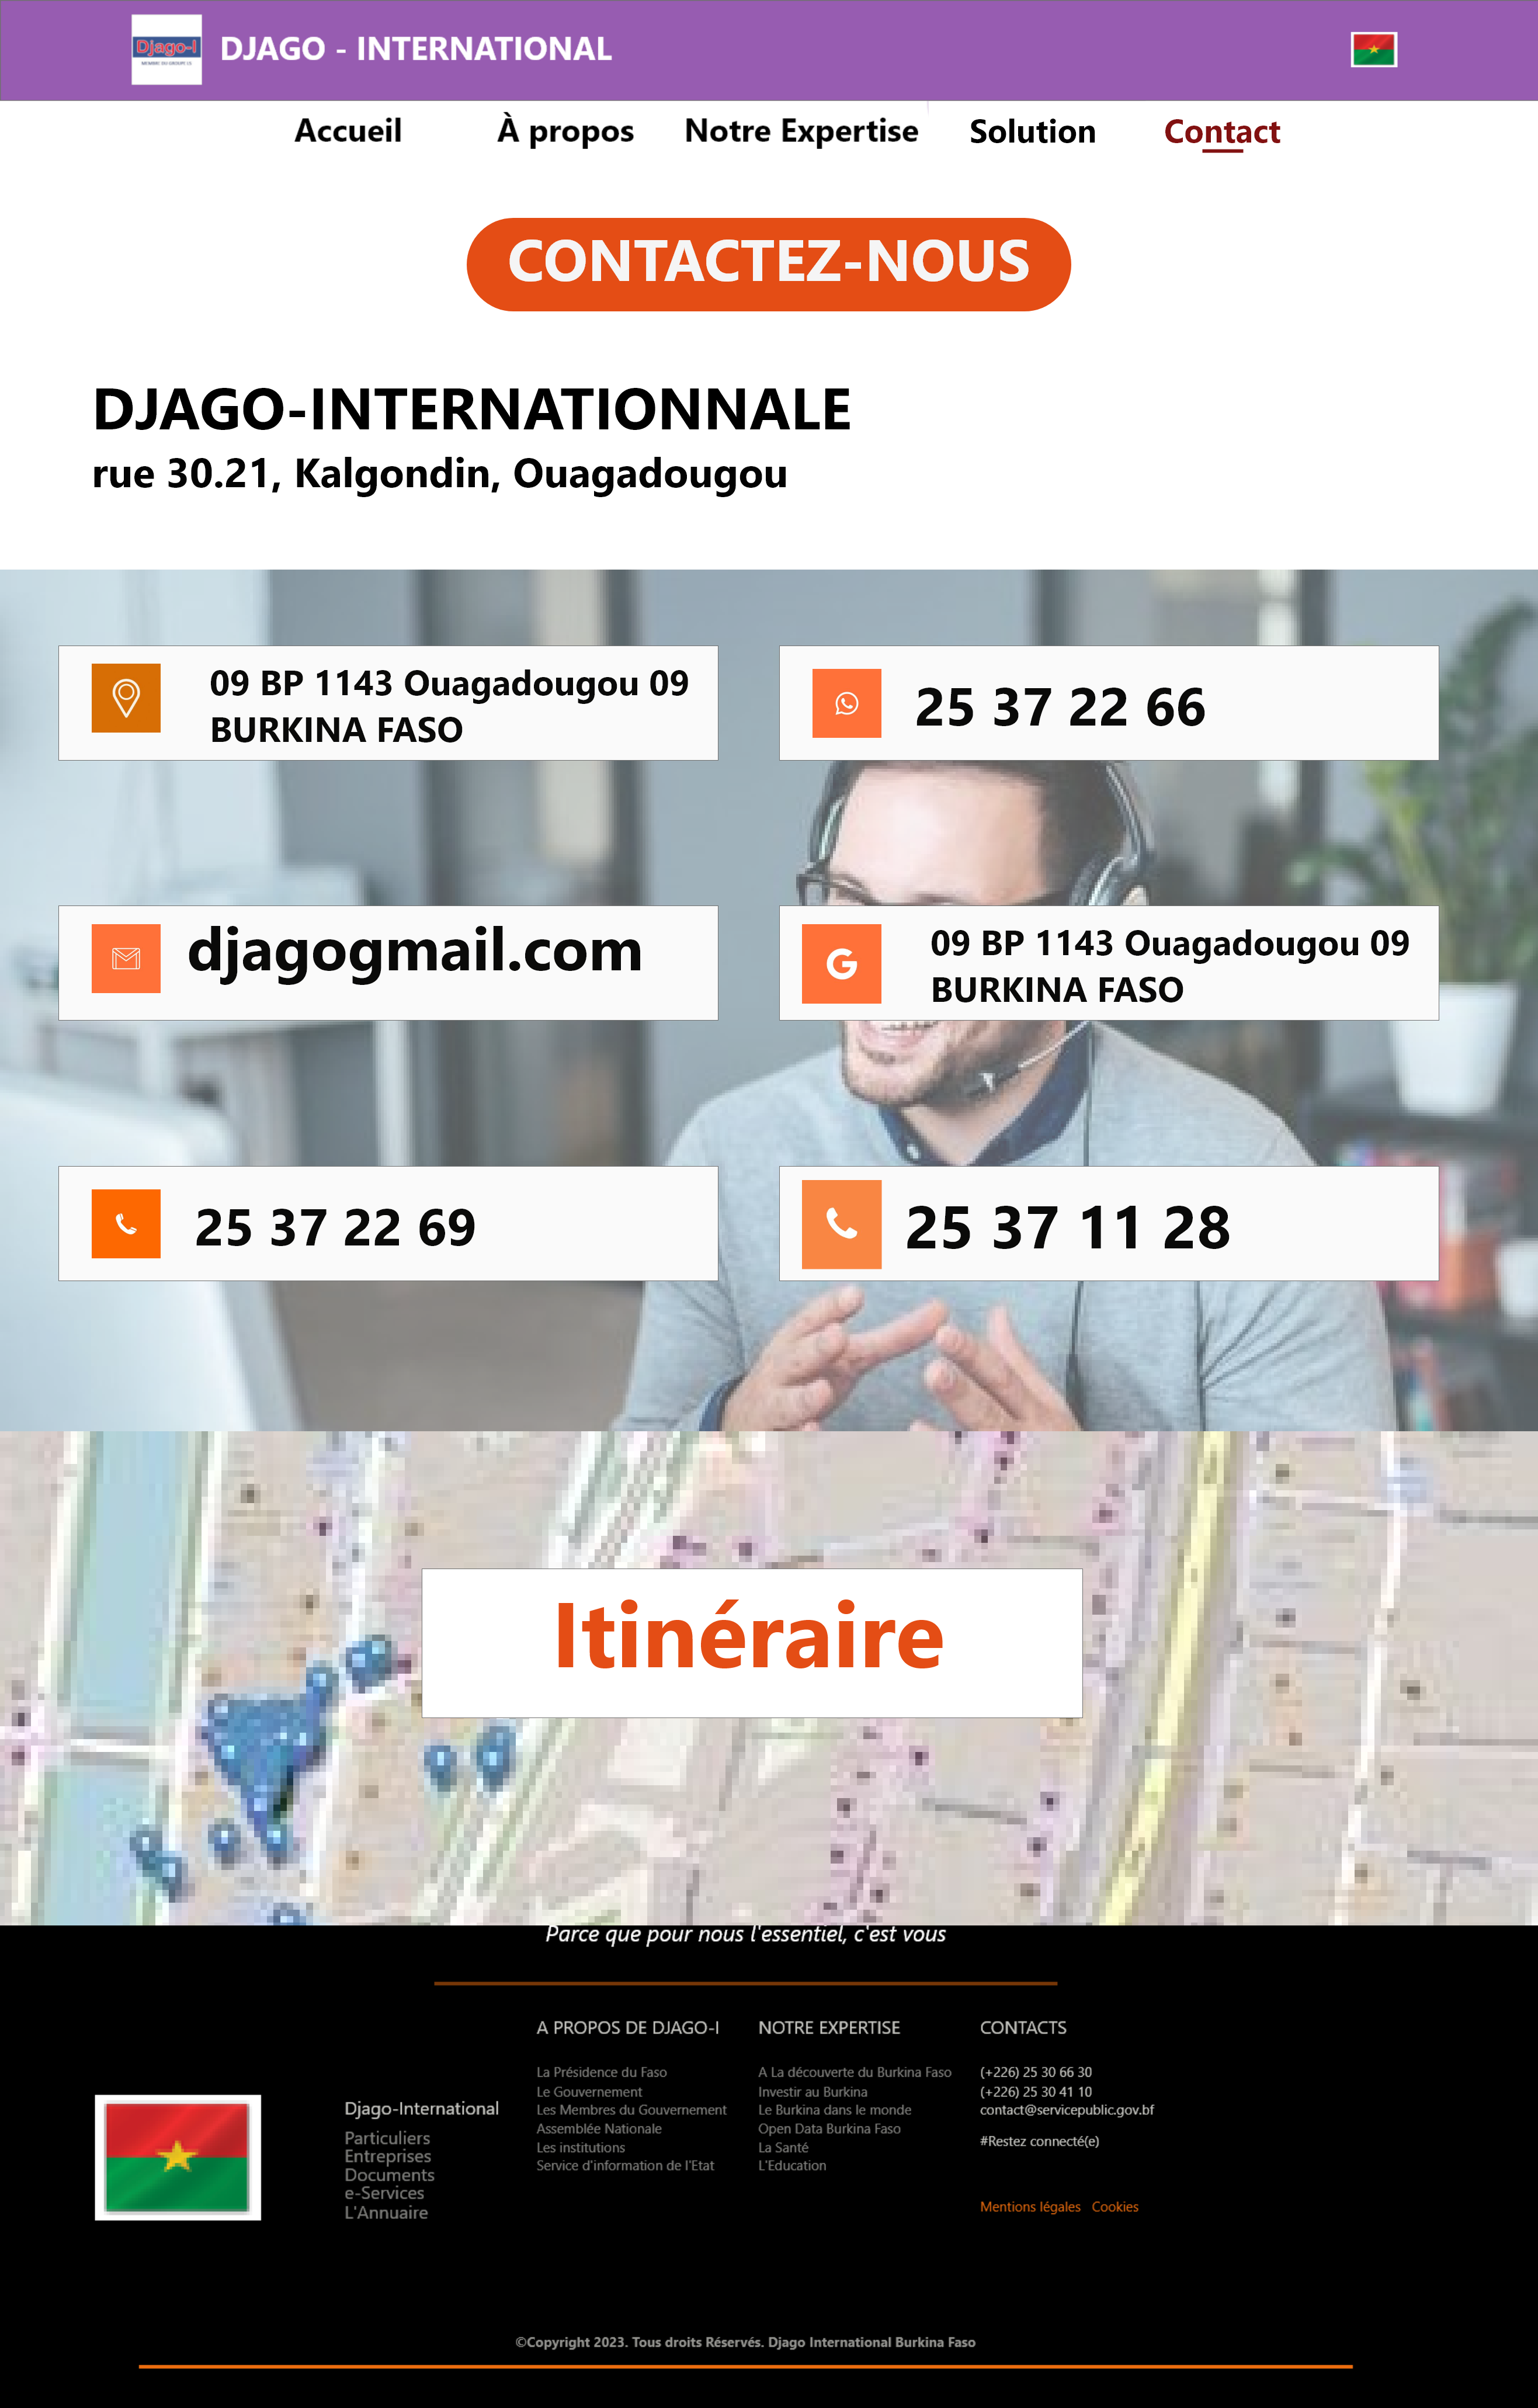 Djago-I
DJAGO - INTERNATIONAL
Accueil
À propos
Notre Expertise
Solution
Contact
CONTACTEZ-NOUS
DJAGO-INTERNATIONNALE
rue 30.21, Kalgondin, Ouagadougou
09 BP 1143 Ouagadougou 09
BURKINA FASO
25 37 22 66
djagogmail.com
09 BP 1143 Ouagadougou 09
BURKINA FASO
25 37 22 69
25 37 11 28
Itinéraire
Parce que pour nous l'essentiel, c'est vous
Djago-International
Particuliers
Entreprises
Documents
e-Services
L'Annuaire
A PROPOS DE DJAGO-I
La Présidence du Faso
Le Gouvernement
Les Membres du Gouvernement
Assemblée Nationale
Les institutions
Service d'information de l'Etat
NOTRE EXPERTISE
A La découverte du Burkina Faso
Investir au Burkina
Le Burkina dans le monde
Open Data Burkina Faso
La Santé
L'Education
CONTACTS
(+226) 25 30 66 30
(+226) 25 30 41 10
contact@servicepublic.gov.bf
#Restez connecté(e)
Mentions légales Cookies
©Copyright 2023. Tous droits Réservés. Djago International Burkina Faso